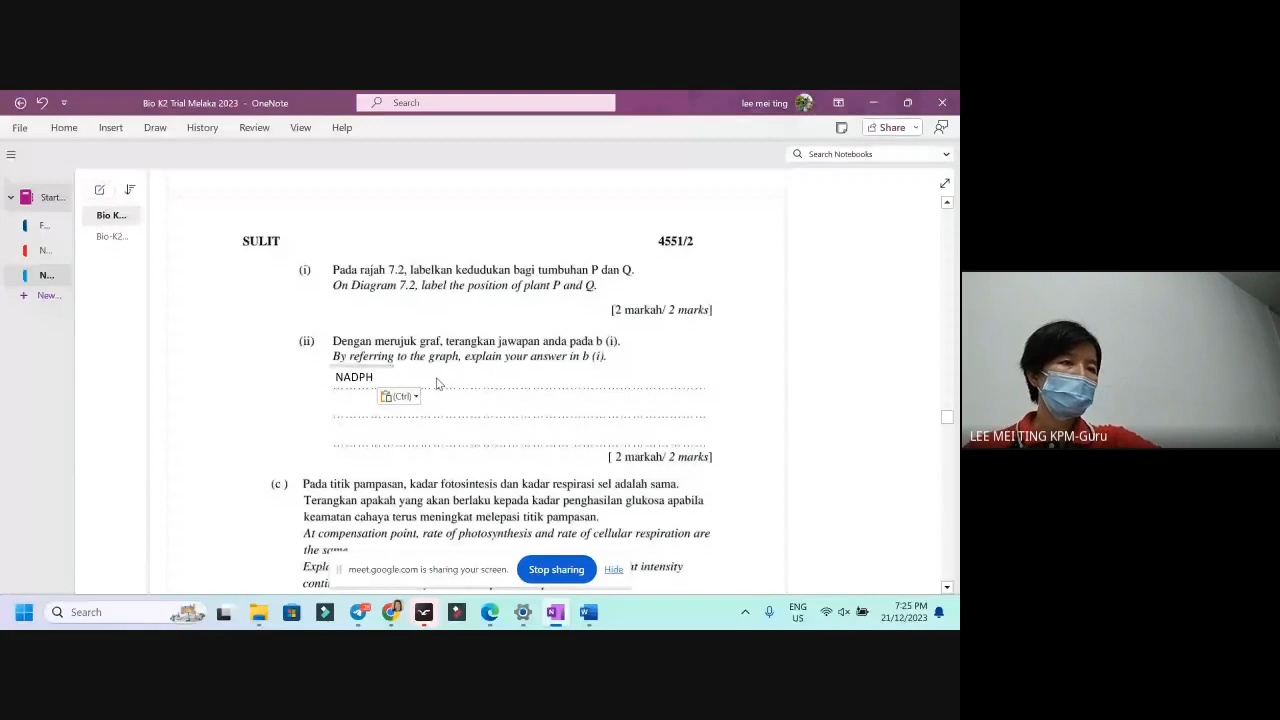 Bio K2 Trial Melaka 2023 - OneNote
Search
lee mei ting
File Home Insert Draw History Review View Help
Share
Search Notebooks
Start...
Bio K...
F...
Bio-K2...
N...
N...
New...
SULIT 4551/2
(i) Pada rajah 7.2, labelkan kedudukan bagi tumbuhan P dan Q.
On Diagram 7.2, label the position of plant P and Q.
[2 markah/ 2 marks]
(ii) Dengan merujuk graf, terangkan jawapan anda pada b (i).
By referring to the graph, explain your answer in b (i).
NADPH
(Ctrl)
[ 2 markah/ 2 marks]
(c ) Pada titik pampasan, kadar fotosintesis dan kadar respirasi sel adalah sama.
Terangkan apakah yang akan berlaku kepada kadar penghasilan glukosa apabila
keamatan cahaya terus meningkat melepasi titik pampasan.
At compensation point, rate of photosynthesis and rate of cellular respiration are
the same
intensity
meet.google.com is sharing your screen. Stop sharing Hide
Search
ENG
US
7:25 PM
21/12/2023
LEE MEI TING KPM-Guru